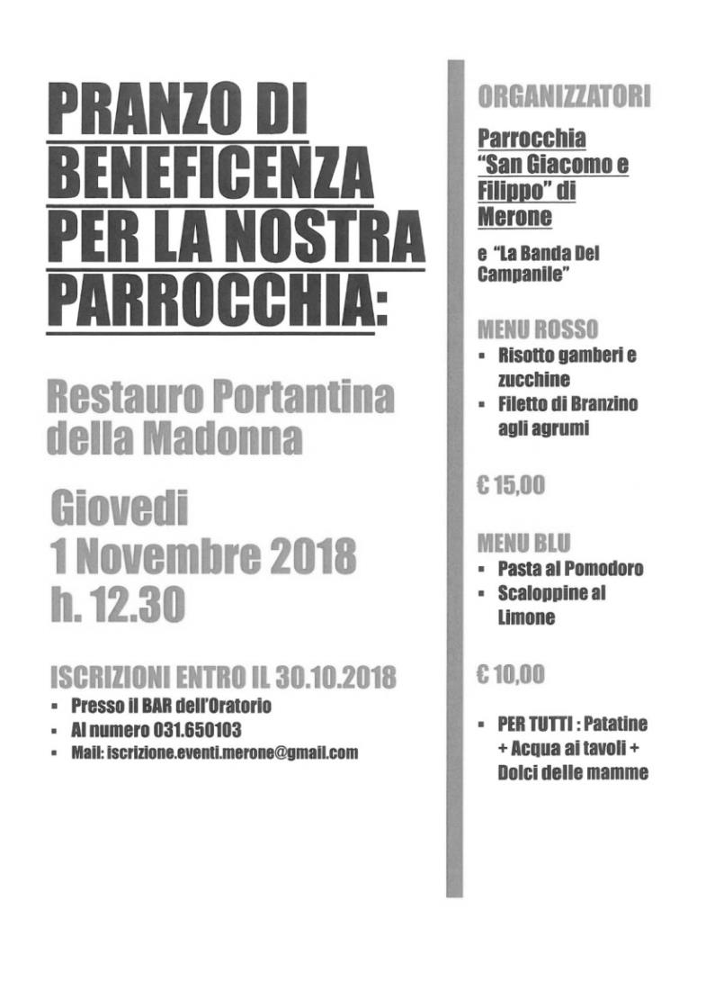 PRANZO DI
BENEFICENZA
PER LA NOSTRA
PARROCCHIA:
Restauro Portantina
della Madonna
Giovedi
1 Novembre 2018
h. 12.30
ISCRIZIONI ENTRO IL 30.10.2018
▪ Presso il BAR dell'Oratorio
▪ Al numero 031.650103
▪ Mail: iscrizione.eventi.merone@gmail.com
ORGANIZZATORI
Parrocchia
“San Giacomo e
Filippo” di
Merone
e “La Banda Del
Campanile”
MENU ROSSO
▪ Risotto gamberi e
zucchine
▪ Filetto di Branzino
agli agrumi
€ 15,00
MENU BLU
▪ Pasta al Pomodoro
▪ Scaloppine al
Limone
€ 10,00
▪ PER TUTTI : Patatine
+ Acqua ai tavoli +
Dolci delle mamme